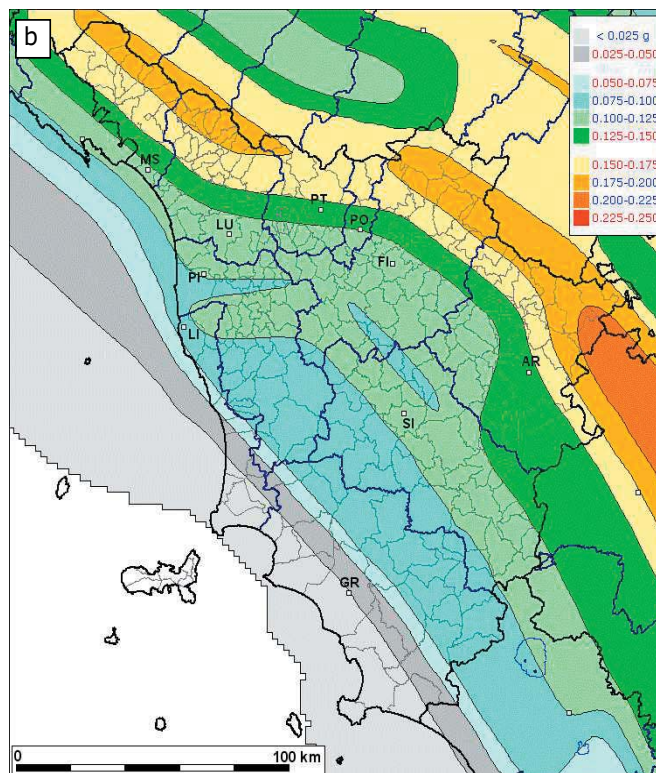 b
< 0.025 g
0.025-0.050
0.050-0.075
0.075-0.100
0.100-0.125
0.125-0.150
0.150-0.175
0.175-0.200
0.200-0.225
0.225-0.250
MS
PT
LU
PO
FI
PI
LI
AR
SI
GR
0 100 km